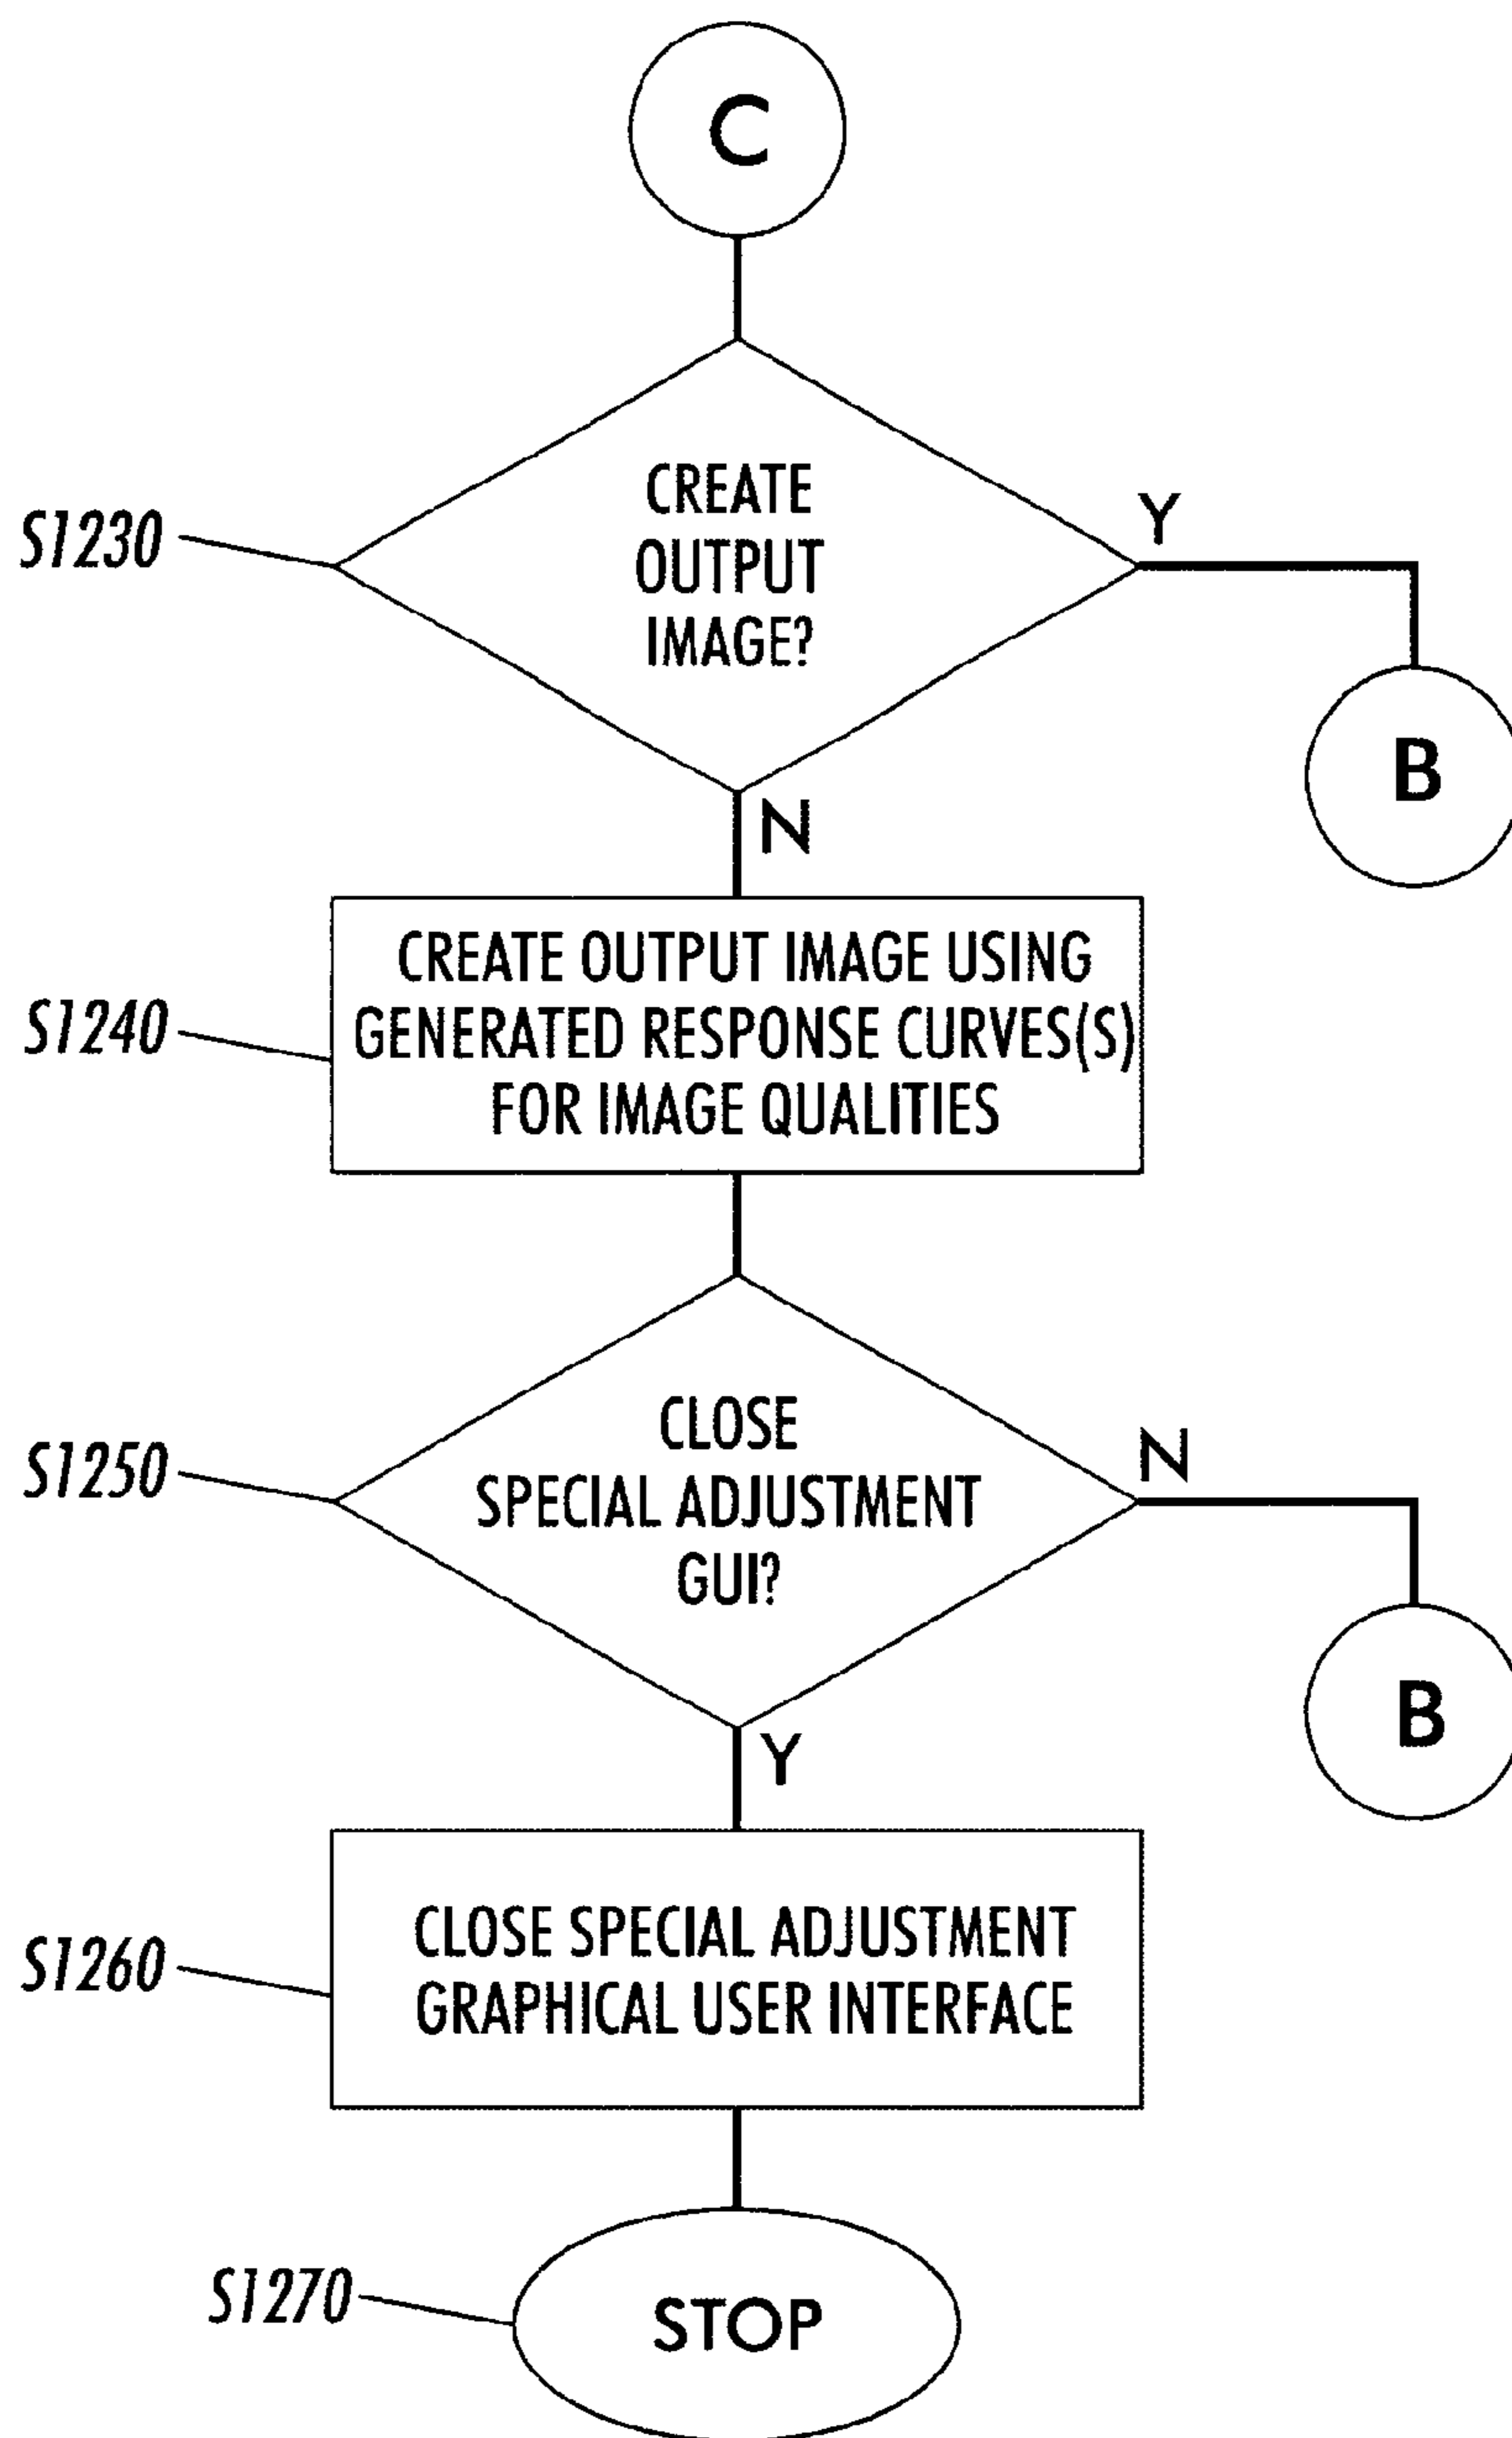 C
CREATE
OUTPUT
IMAGE?
S1230
Y
B
N
CREATE OUTPUT IMAGE USING
GENERATED RESPONSE CURVES(S)
FOR IMAGE QUALITIES
S1240
CLOSE
SPECIAL ADJUSTMENT
GUI?
S1250
N
B
Y
CLOSE SPECIAL ADJUSTMENT
GRAPHICAL USER INTERFACE
S1260
STOP
S1270